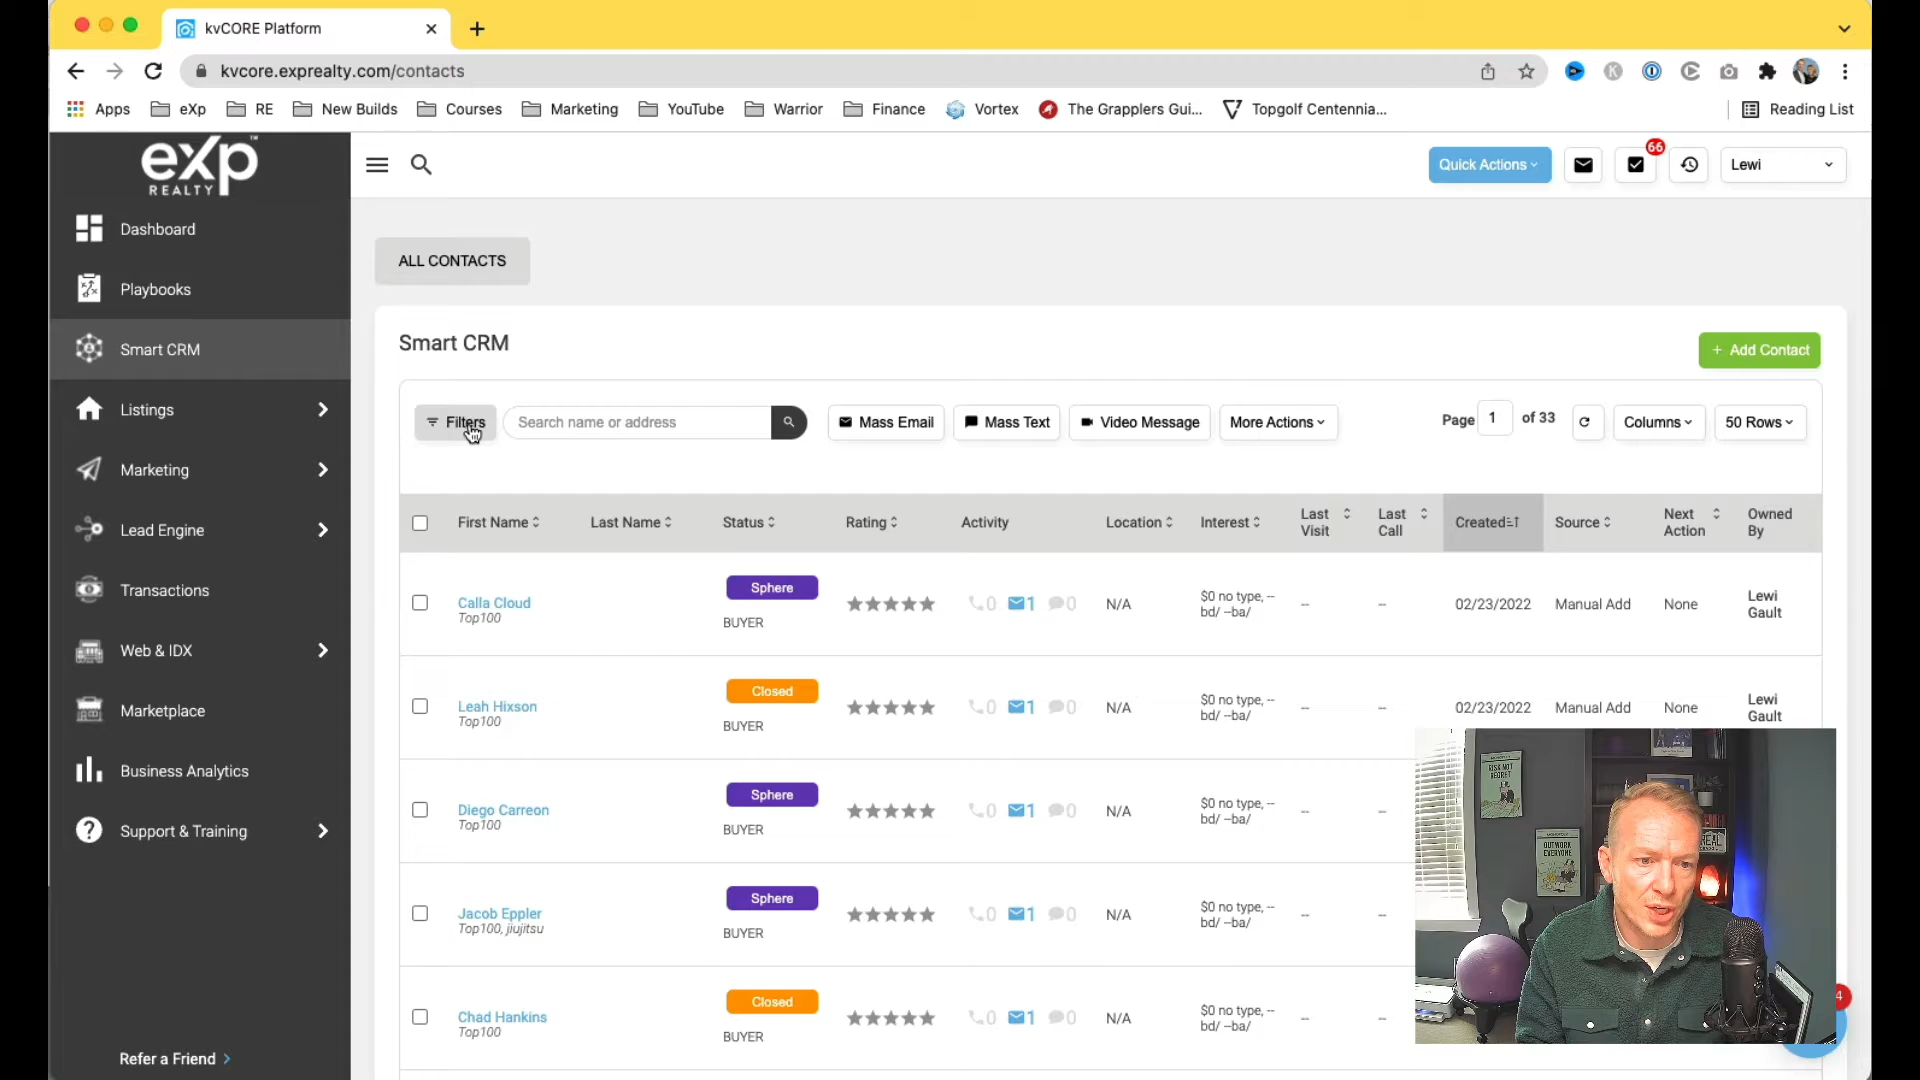 kvCORE Platform
kvcore.exprealty.com/contacts
Apps eXp RE New Builds Courses Marketing YouTube Warrior Finance Vortex The Grapplers Gui... Topgolf Centennia... Reading List
eXp™
REALTY
Quick Actions
66
Lewi
Dashboard
Playbooks
Smart CRM
Listings
Marketing
Lead Engine
Transactions
Web & IDX
Marketplace
Business Analytics
Support & Training
Refer a Friend
ALL CONTACTS
Smart CRM
+ Add Contact
Filters
Search name or address
Mass Email
Mass Text
Video Message
More Actions
Page 1 of 33
Columns
50 Rows
First Name Last Name Status Rating Activity Location Interest Last Visit Last Call Created Source Next Action Owned By
Calla Cloud
Top100
Sphere
BUYER
0 1 0
N/A
$0 no type, --
bd/ --ba/
--
--
02/23/2022
Manual Add
None
Lewi
Gault
Leah Hixson
Top100
Closed
BUYER
0 1 0
N/A
$0 no type, --
bd/ --ba/
--
--
02/23/2022
Manual Add
None
Lewi
Gault
Diego Carreon
Top100
Sphere
BUYER
0 1 0
N/A
$0 no type, --
bd/ --ba/
--
--
Jacob Eppler
Top100, jiujitsu
Sphere
BUYER
0 1 0
N/A
$0 no type, --
bd/ --ba/
--
--
Chad Hankins
Top100
Closed
BUYER
0 1 0
N/A
$0 no type, --
bd/ --ba/
--
--
RISK NOT
REGRET
OUTWORK
EVERYONE
4